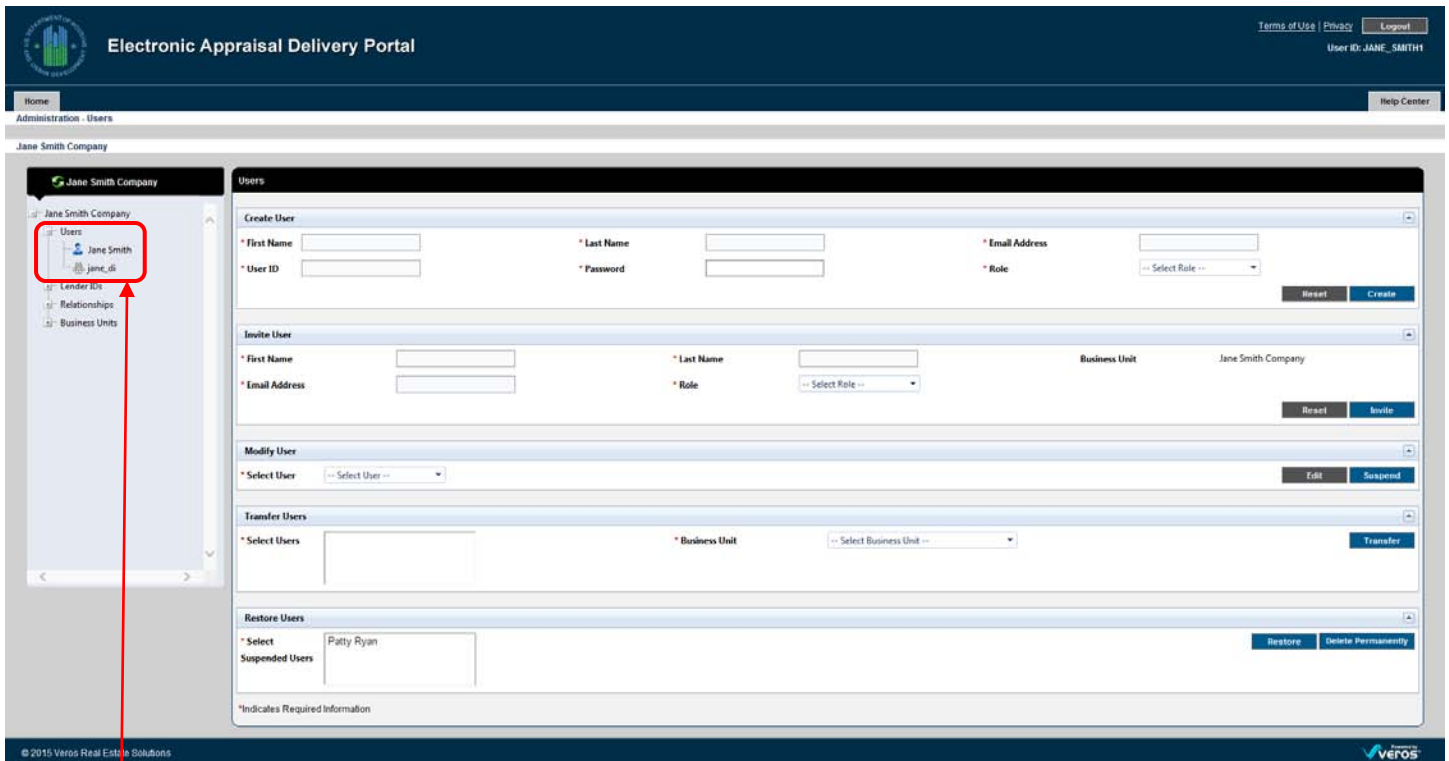 Terms of Use | Privacy Logout
Electronic Appraisal Delivery Portal
User ID: JANE_SMITH1
Home Help Center
Administration - Users
Jane Smith Company
Jane Smith Company
Users
Jane Smith Company
Users
Jane Smith
jane_di
Lender IDs
Relationships
Business Units
Create User
* First Name * Last Name * Email Address
* User ID * Password * Role -- Select Role --
Reset Create
Invite User
* First Name * Last Name Business Unit Jane Smith Company
* Email Address * Role -- Select Role --
Reset Invite
Modify User
* Select User -- Select User -- Edit Suspend
Transfer Users
* Select Users * Business Unit -- Select Business Unit -- Transfer
Restore Users
* Select Patty Ryan Restore Delete Permanently
Suspended Users
*Indicates Required Information
© 2015 Veros Real Estate Solutions
Powered by
veros